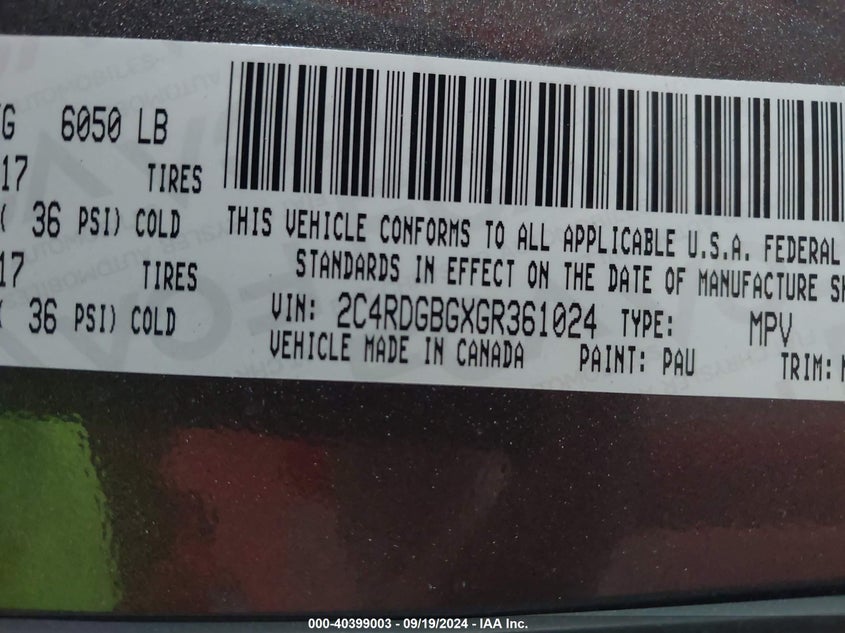 6050 LB
17 TIRES
( 36 PSI) COLD
17 TIRES
( 36 PSI) COLD
THIS VEHICLE CONFORMS TO ALL APPLICABLE U.S.A. FEDERAL
STANDARDS IN EFFECT ON THE DATE OF MANUFACTURE
VIN: 2C4RDGBGXGR361024 TYPE: MPV
VEHICLE MADE IN CANADA PAINT: PAU TRIM:
000-40399003 - 09/19/2024 - IAA Inc.